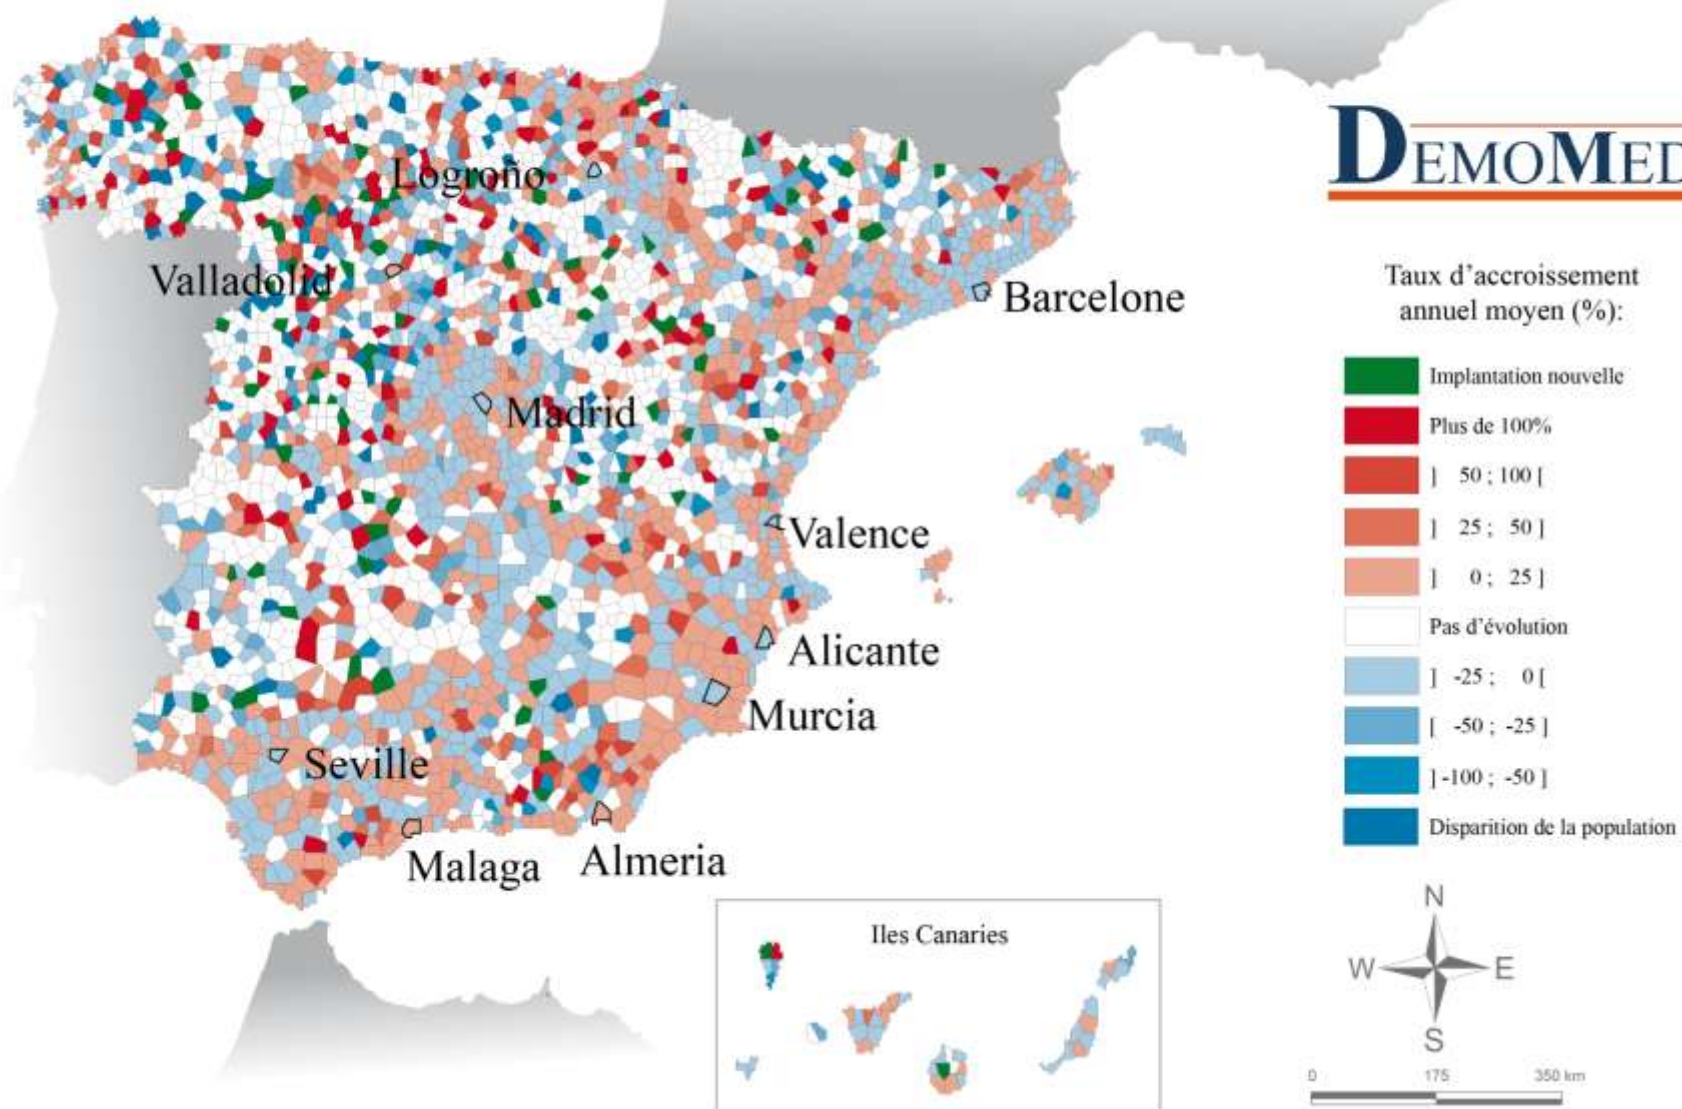 Logroño
Valladolid
Barcelone
Madrid
Valence
Alicante
Murcia
Seville
Malaga
Almeria
Iles Canaries
DEMOMED
Taux d’accroissement
annuel moyen (%):
Implantation nouvelle
Plus de 100%
] 50 ; 100 [
] 25 ; 50 ]
] 0 ; 25 ]
Pas d’évolution
] -25 ; 0 [
[ -50 ; -25 ]
] -100 ; -50 ]
Disparition de la population
N
W
E
S
0 175 350 km